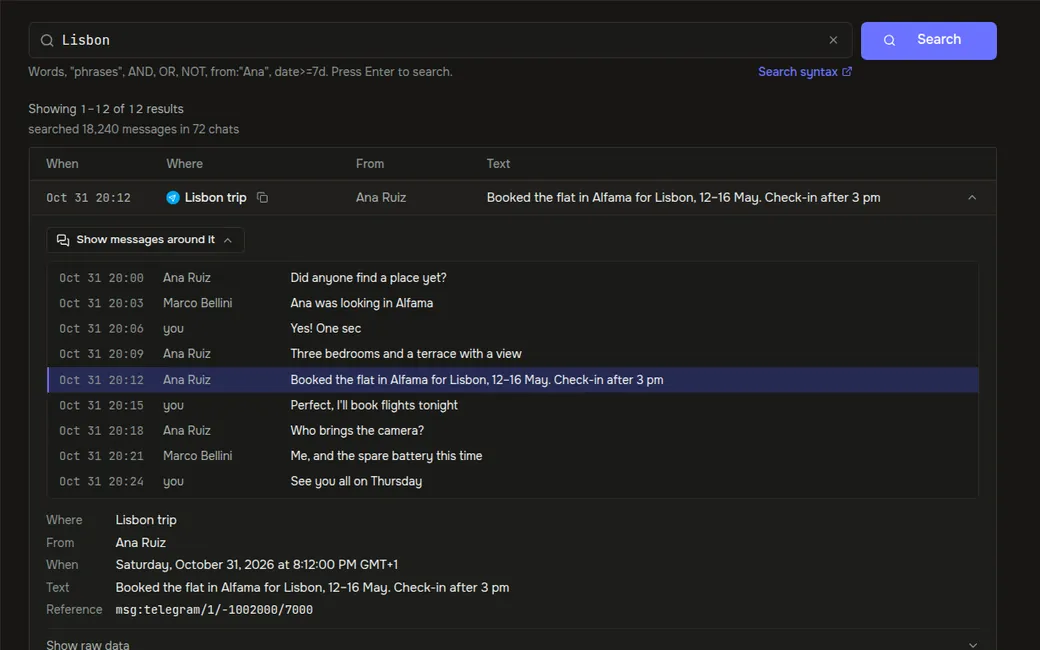 Lisbon
Search
Words, "phrases", AND, OR, NOT, from:"Ana", date>=7d. Press Enter to search.
Search syntax
Showing 1–12 of 12 results
searched 18,240 messages in 72 chats
When Where From Text
Oct 31 20:12 Lisbon trip Ana Ruiz Booked the flat in Alfama for Lisbon, 12–16 May. Check-in after 3 pm
Show messages around it
Oct 31 20:00 Ana Ruiz Did anyone find a place yet?
Oct 31 20:03 Marco Bellini Ana was looking in Alfama
Oct 31 20:06 you Yes! One sec
Oct 31 20:09 Ana Ruiz Three bedrooms and a terrace with a view
Oct 31 20:12 Ana Ruiz Booked the flat in Alfama for Lisbon, 12–16 May. Check-in after 3 pm
Oct 31 20:15 you Perfect, I'll book flights tonight
Oct 31 20:18 Ana Ruiz Who brings the camera?
Oct 31 20:21 Marco Bellini Me, and the spare battery this time
Oct 31 20:24 you See you all on Thursday
Where Lisbon trip
From Ana Ruiz
When Saturday, October 31, 2026 at 8:12:00 PM GMT+1
Text Booked the flat in Alfama for Lisbon, 12–16 May. Check-in after 3 pm
Reference msg:telegram/1/-1002000/7000
Show raw data